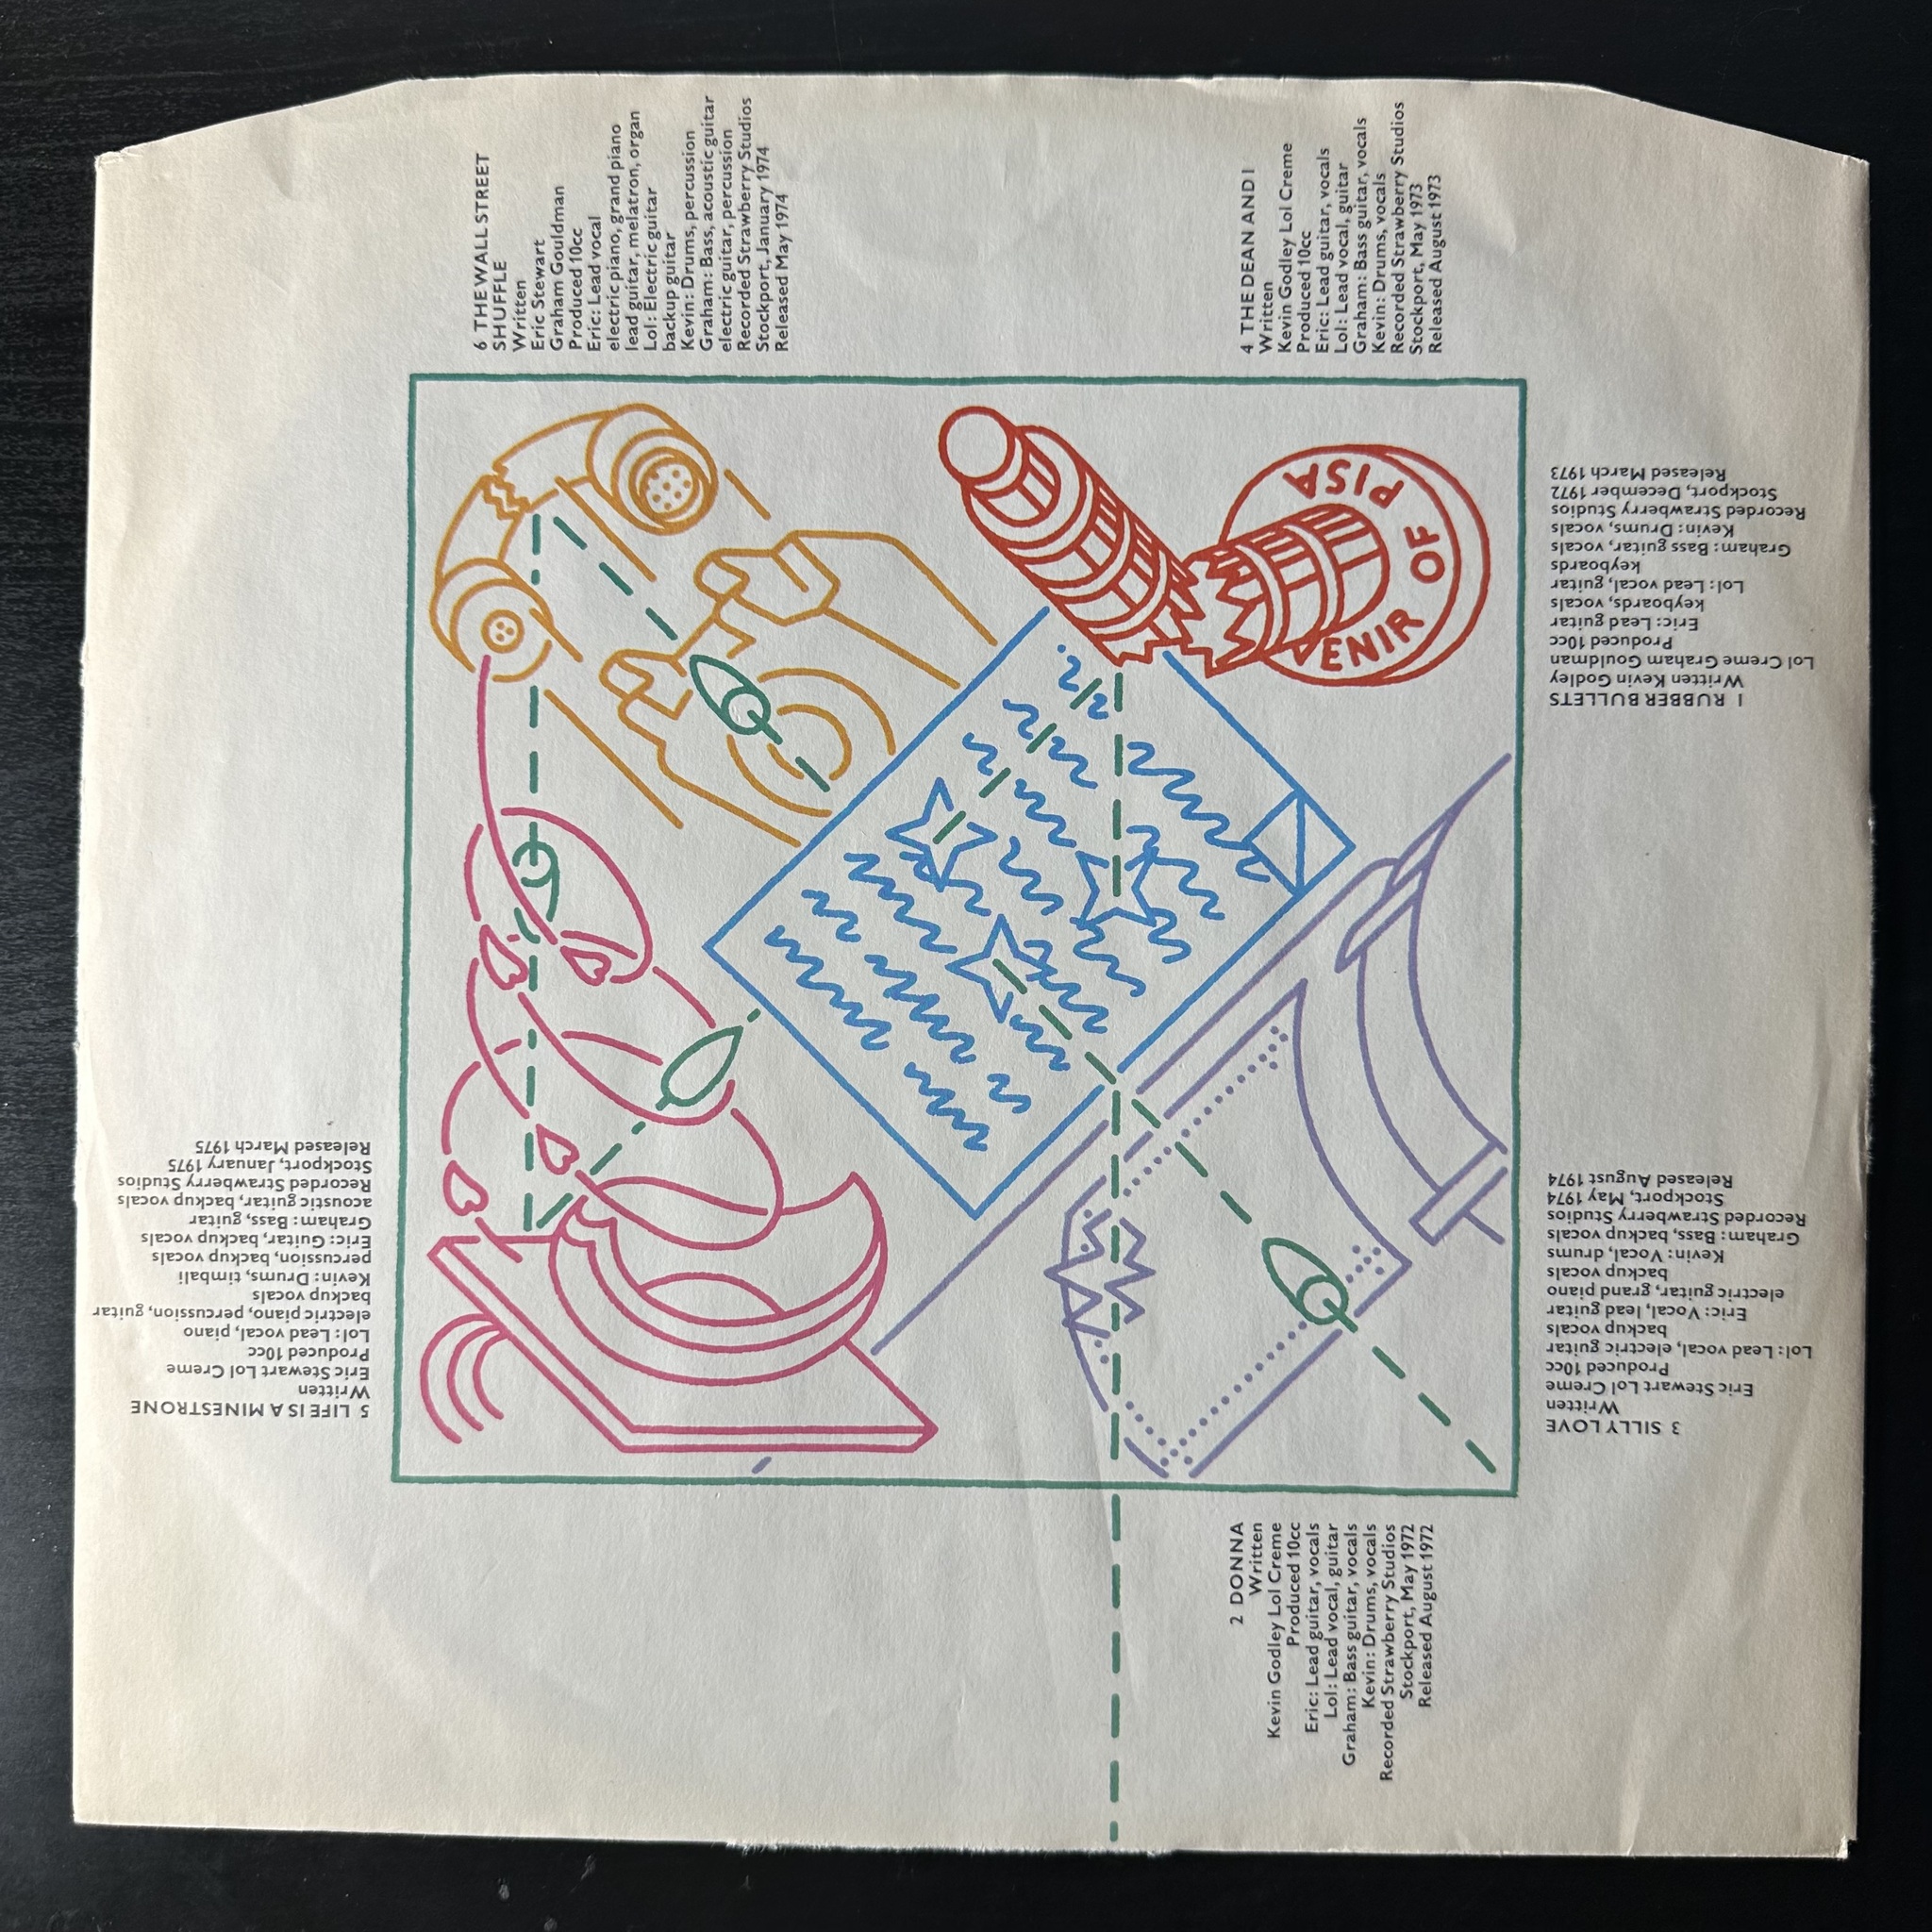 1 RUBBER BULLETS
Written Kevin Godley
Lol Creme Graham Gouldman
Produced 10cc
Eric: Lead guitar
keyboards, vocals
Lol: Lead vocal, guitar
keyboards
Graham: Bass guitar, vocals
Kevin: Drums, vocals
Recorded Strawberry Studios
Stockport, December 1972
Released March 1973
2 DONNA
Written
Kevin Godley Lol Creme
Produced 10cc
Eric: Lead guitar, vocals
Lol: Lead vocal, guitar
Graham: Bass guitar, vocals
Kevin: Drums, vocals
Recorded Strawberry Studios
Stockport, May 1972
Released August 1972
3 SILLY LOVE
Written
Eric Stewart Lol Creme
Produced 10cc
Lol: Lead vocal, electric guitar
backup vocals
Eric: Vocal, lead guitar
electric guitar, grand piano
backup vocals
Kevin: Vocal, drums
Graham: Bass, backup vocals
Recorded Strawberry Studios
Stockport, May 1974
Released August 1974
4 THE DEAN AND I
Written
Kevin Godley Lol Creme
Produced 10cc
Eric: Lead guitar, vocals
Lol: Lead vocal, guitar
Graham: Bass guitar, vocals
Kevin: Drums, vocals
Recorded Strawberry Studios
Stockport, May 1973
Released August 1973
5 LIFE IS A MINESTRONE
Written
Eric Stewart Lol Creme
Produced 10cc
Lol: Lead vocal, piano
electric piano, percussion, guitar
backup vocals
Kevin: Drums, timbali
percussion, backup vocals
Eric: Guitar, backup vocals
Graham: Bass, guitar
acoustic guitar, backup vocals
Recorded Strawberry Studios
Stockport, January 1975
Released March 1975
6 THE WALL STREET
SHUFFLE
Written
Eric Stewart
Graham Gouldman
Produced 10cc
Eric: Lead vocal
electric piano, grand piano
lead guitar, melatron, organ
Lol: Electric guitar
backup guitar
Kevin: Drums, percussion
Graham: Bass, acoustic guitar
electric guitar, percussion
Recorded Strawberry Studios
Stockport, January 1974
Released May 1974
VENIR OF PISA